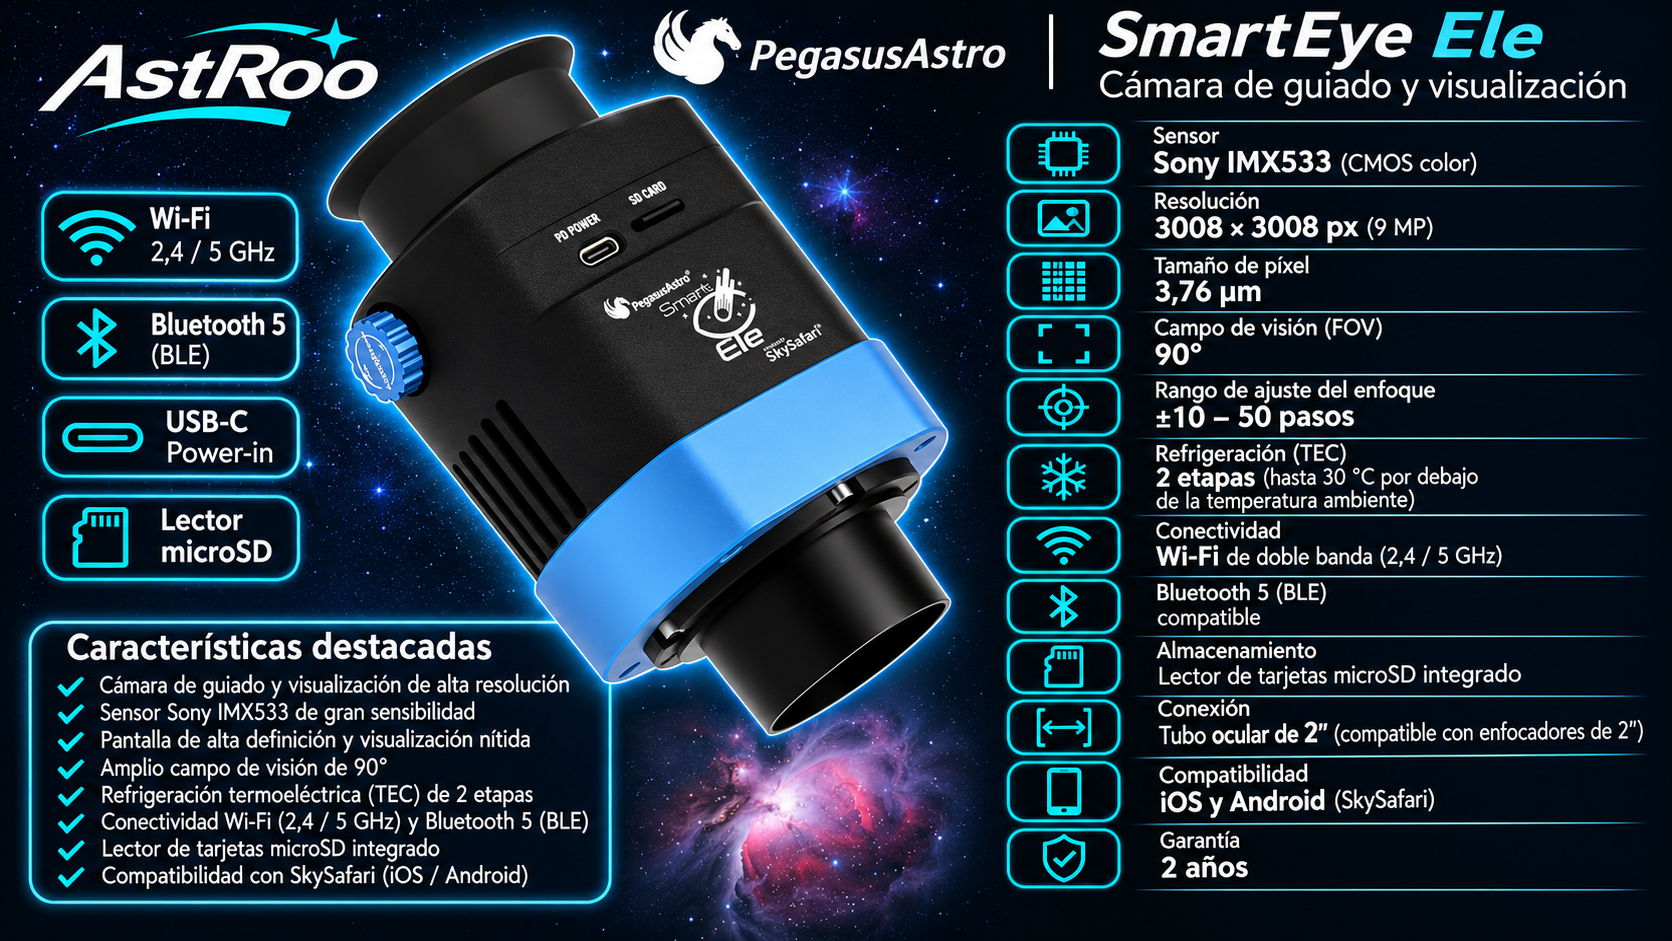 AstRoo
PegasusAstro
SmartEye Ele
Cámara de guiado y visualización
Wi-Fi
2,4 / 5 GHz
Bluetooth 5
(BLE)
USB-C
Power-in
Lector
microSD
PD POWER
SD CARD
PegasusAstro®
Smart
Ele
SkySafari®
Características destacadas
Cámara de guiado y visualización de alta resolución
Sensor Sony IMX533 de gran sensibilidad
Pantalla de alta definición y visualización nítida
Amplio campo de visión de 90°
Refrigeración termoeléctrica (TEC) de 2 etapas
Conectividad Wi-Fi (2,4 / 5 GHz) y Bluetooth 5 (BLE)
Lector de tarjetas microSD integrado
Compatibilidad con SkySafari (iOS / Android)
Sensor
Sony IMX533 (CMOS color)
Resolución
3008 × 3008 px (9 MP)
Tamaño de píxel
3,76 µm
Campo de visión (FOV)
90°
Rango de ajuste del enfoque
±10 – 50 pasos
Refrigeración (TEC)
2 etapas (hasta 30 °C por debajo
de la temperatura ambiente)
Conectividad
Wi-Fi de doble banda (2,4 / 5 GHz)
Bluetooth 5 (BLE)
compatible
Almacenamiento
Lector de tarjetas microSD integrado
Conexión
Tubo ocular de 2” (compatible con enfocadores de 2”)
Compatibilidad
iOS y Android (SkySafari)
Garantía
2 años